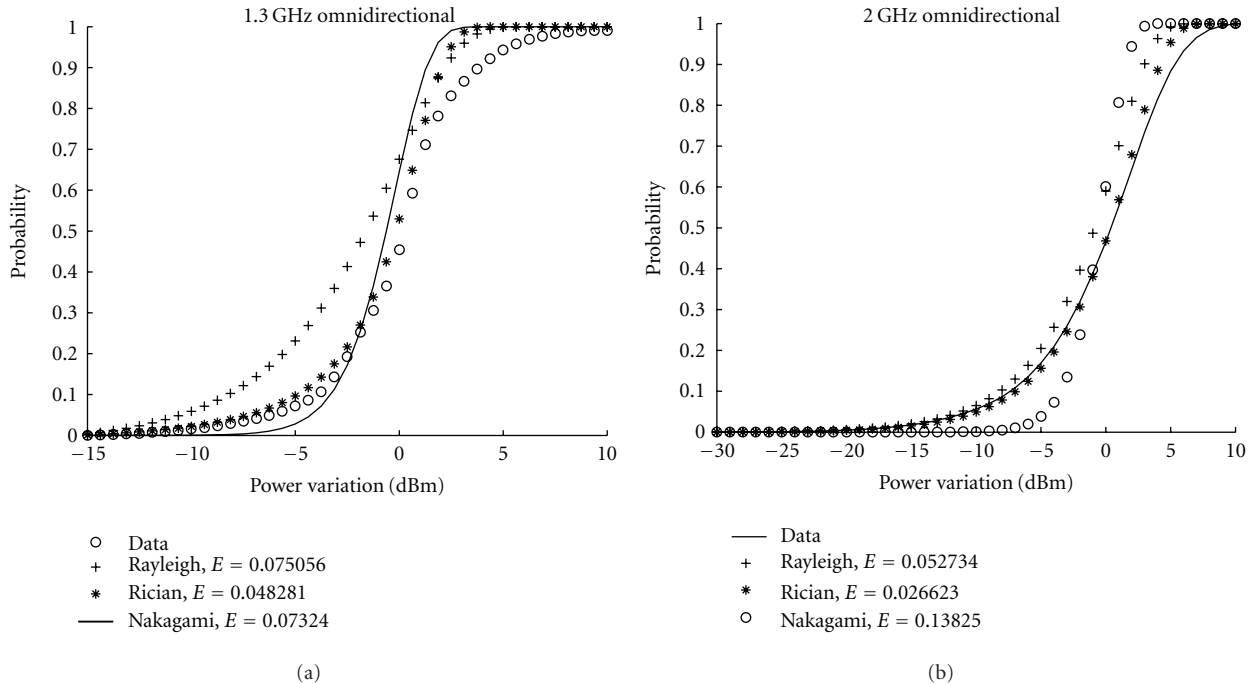 1.3 GHz omnidirectional
1
0.9
0.8
0.7
0.6
0.5
0.4
0.3
0.2
0.1
0
Probability
−15
−10
−5
0
5
10
Power variation (dBm)
Data
Rayleigh, E = 0.075056
Rician, E = 0.048281
Nakagami, E = 0.07324
(a)
2 GHz omnidirectional
1
0.9
0.8
0.7
0.6
0.5
0.4
0.3
0.2
0.1
0
Probability
−30
−25
−20
−15
−10
−5
0
5
10
Power variation (dBm)
Data
Rayleigh, E = 0.052734
Rician, E = 0.026623
Nakagami, E = 0.13825
(b)